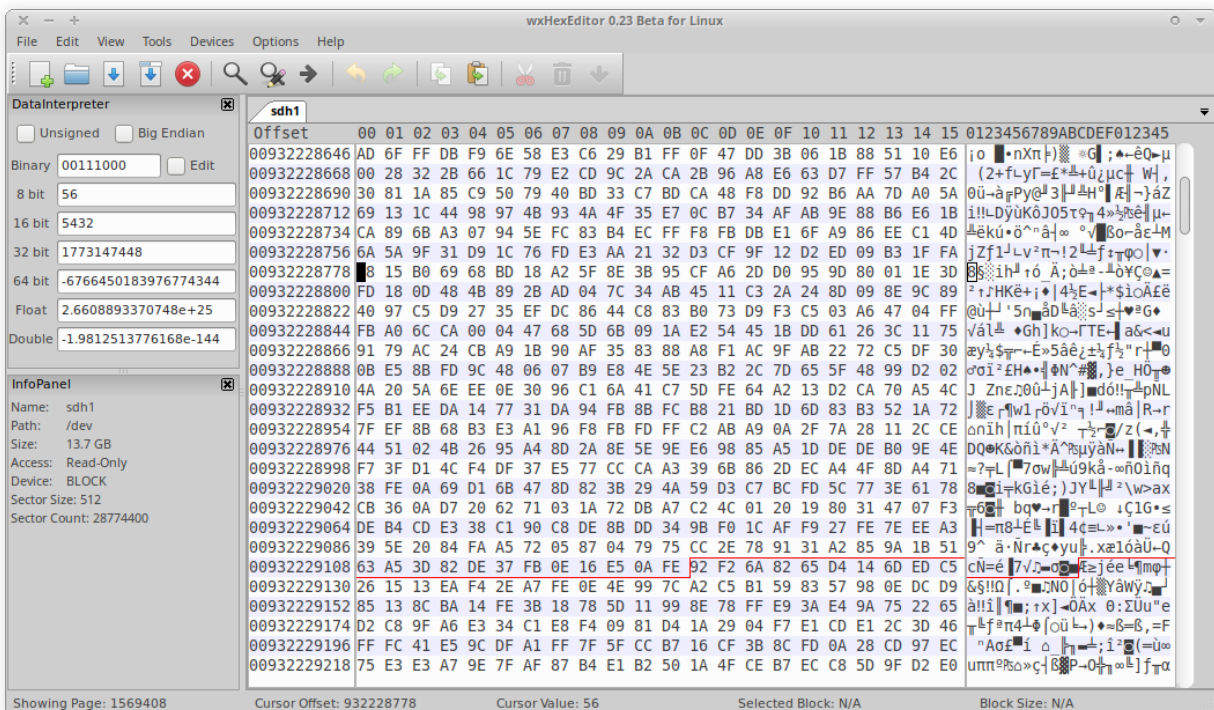 wxHexEditor 0.23 Beta for Linux
File Edit View Tools Devices Options Help
DataInterpreter
Unsigned Big Endian
Binary 00111000 Edit
8 bit 56
16 bit 5432
32 bit 1773147448
64 bit -6766450183976774344
Float 2.6608893370748e+25
Double -1.9812513776168e-144
InfoPanel
Name: sdh1
Path: /dev
Size: 13.7 GB
Access: Read-Only
Device: BLOCK
Sector Size: 512
Sector Count: 28774400
sdh1
Offset 00 01 02 03 04 05 06 07 08 09 0A 0B 0C 0D 0E 0F 10 11 12 13 14 15 0123456789ABCDEF012345
00932228646 AD 6F FF DB F9 6E 58 E3 C6 29 B1 FF 0F 47 DD 3B 06 1B 88 51 10 E6
00932228668 00 28 32 2B 66 1C 79 E2 CD 9C 2A CA 2B 96 A8 E6 63 D7 FF 57 B4 2C
00932228690 30 81 1A 85 C9 50 79 40 BD 33 C7 BD CA 48 F8 DD 92 B6 AA 7D A0 5A
00932228712 69 13 1C 44 98 97 4B 93 4A 4F 35 E7 0C B7 34 AF AB 9E 88 B6 E6 1B
00932228734 CA 89 6B A3 07 94 5E FC 83 B4 EC FF F8 FB DB E1 6F A9 86 EE C1 4D
00932228756 6A 5A 9F 31 D9 1C 76 FD E3 AA 21 32 D3 CF 9F 12 D2 ED 09 B3 1F FA
00932228778 8 15 B0 69 68 BD 18 A2 5F 8E 3B 95 CF A6 2D D0 95 9D 80 01 1E 3D
00932228800 FD 18 0D 48 4B 89 2B AD 04 7C 34 AB 45 11 C3 2A 24 8D 09 8E 9C 89
00932228822 40 97 C5 D9 27 35 EF DC 86 44 C8 83 B0 73 D9 F3 C5 03 A6 47 04 FF
00932228844 FB A0 6C CA 00 04 47 68 5D 6B 09 1A E2 54 45 1B DD 61 26 3C 11 75
00932228866 91 79 AC 24 CB A9 1B 90 AF 35 83 88 A8 F1 AC 9F AB 22 72 C5 DF 30
00932228888 0B E5 8B FD 9C 48 06 07 B9 E8 4E 5E 23 B2 2C 7D 65 5F 48 99 D2 02
00932228910 4A 00 5A 6E EE 0E 30 96 C1 6A 41 C7 5D FE 64 A2 13 D2 CA 70 A5 4C
00932228932 F5 B1 EE DA 14 77 31 DA 94 FB 8B FC B8 21 BD 1D 6D 83 B3 52 1A 72
00932228954 7F EF 8B 68 B3 E3 A1 96 F8 FB FD FF C2 AB A9 0A 2F 7A 28 11 2C CE
00932228976 44 51 02 4B 26 95 A4 8D 2A 8E 5E 9E E6 98 85 A5 1D DE DE B0 9E 4E
00932228998 F7 3F D1 4C F4 DF 37 E5 77 CC CA A3 39 6B 86 2D EC A4 4F 8D A4 71
00932229020 38 FE 0A 69 D1 6B 47 8D 82 3B 29 4A 59 D3 C7 BC FD 5C 77 3E 61 78
00932229042 CB 36 0A D7 20 62 71 03 1A 72 DB A7 C2 4C 01 20 19 80 31 47 07 F3
00932229064 DE B4 CD E3 38 C1 90 C8 DE 8B DD 34 9B F0 1C AF F9 27 FE 7E EE A3
00932229086 39 5E 20 84 FA A5 72 05 87 04 79 75 CC 2E 78 91 31 A2 85 9A 1B 51
00932229108 63 A5 3D 82 DE 37 FB 0E 16 E5 0A FE 92 F2 6A 82 65 D4 14 6D ED C5
00932229130 26 15 13 EA F4 2E A7 FE 0E 4E 99 7C A2 C5 B1 59 83 57 98 0E DC D9
00932229152 85 13 8C BA 14 FE 3B 18 78 5D 11 99 8E 78 FF E9 3A E4 9A 75 22 65
00932229174 D2 C8 9F A6 E3 34 C1 E8 F4 09 81 D4 1A 29 04 F7 E1 CD E1 2C 3D 46
00932229196 FF FC 41 E5 9C DF A1 FF 7F 5F CC B7 16 CF 3B 8C FD 0A 28 CD 97 EC
00932229218 75 E3 E3 A7 9E 7F AF 87 B4 E1 B2 50 1A 4F CE B7 EC C8 5D 9F D2 E0
Showing Page: 1569408 Cursor Offset: 932228778 Cursor Value: 56 Selected Block: N/A Block Size: N/A